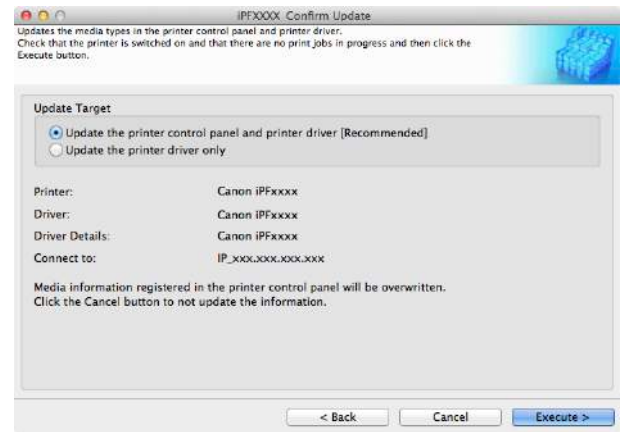 iPFXXXX Confirm Update
Updates the media types in the printer control panel and printer driver.
Check that the printer is switched on and that there are no print jobs in progress and then click the
Execute button.
Update Target
Update the printer control panel and printer driver [Recommended]
Update the printer driver only
Printer: Canon iPFxxxx
Driver: Canon iPFxxxx
Driver Details: Canon iPFxxxx
Connect to: IP_xxx.xxx.xxx.xxx
Media information registered in the printer control panel will be overwritten.
Click the Cancel button to not update the information.
< Back Cancel Execute >